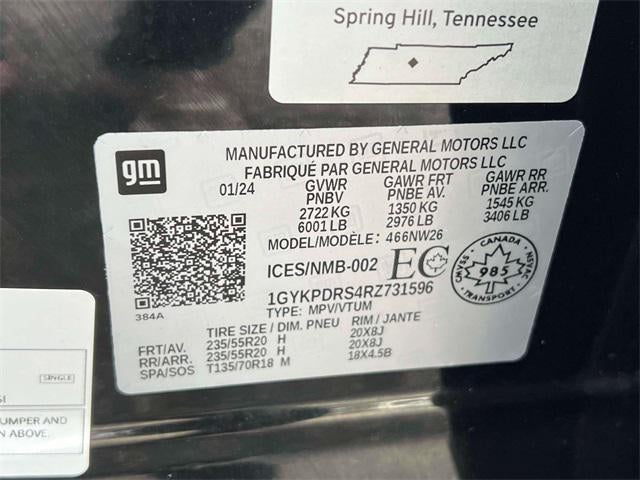 Spring Hill, Tennessee
gm
MANUFACTURED BY GENERAL MOTORS LLC
FABRIQUÉ PAR GENERAL MOTORS LLC
01/24 GVWR GAWR FRT GAWR RR
PNBV PNBE AV. PNBE ARR.
2722 KG 1350 KG 1545 KG
6001 LB 2976 LB 3406 LB
MODEL/MODÈLE: 466NW26
ICES/NMB-002 EC
CANADA
985
NSVAC
SSMVAC
1GYKPDRS4RZ731596
TYPE: MPV/VTUM
384A
TIRE SIZE / DIM. PNEU RIM / JANTE
FRT/AV. 235/55R20 H 20X8J
RR/ARR. 235/55R20 H 20X8J
SPA/SOS T135/70R18 M 18X4.5B
SINGLE
UMPER AND
N ABOVE.